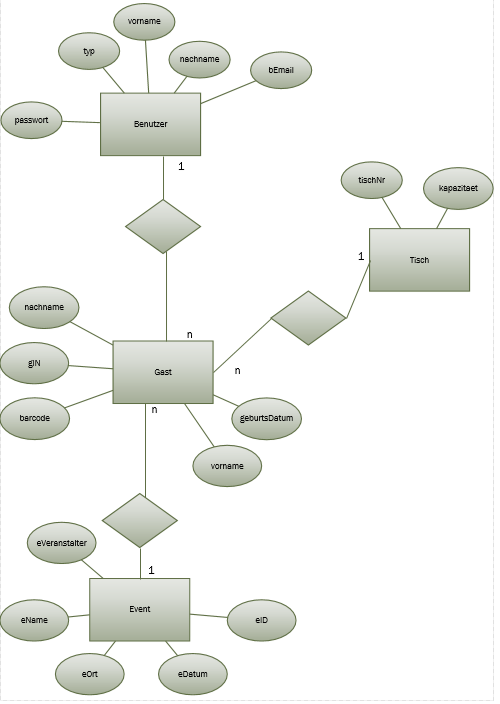 vorname
typ
nachname
bEmail
passwort
Benutzer
1
tischNr
kapazitaet
1
Tisch
nachname
n
gIN
Gast
n
barcode
n
geburtsDatum
vorname
eVeranstalter
1
Event
eName
eID
eOrt
eDatum